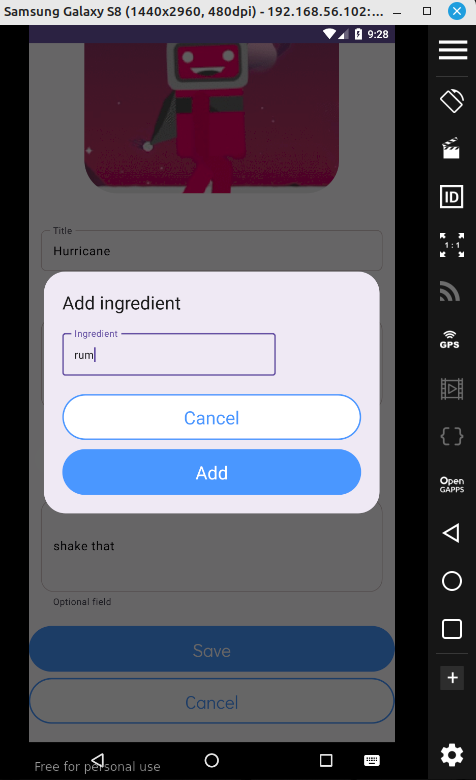 Samsung Galaxy S8 (1440x2960, 480dpi) - 192.168.56.102:...
9:28
Title
Hurricane
Add ingredient
Ingredient
rum
Cancel
Add
shake that
Optional field
Save
Cancel
Free for personal use
ID
1 : 1
GPS
Open
GAPPS